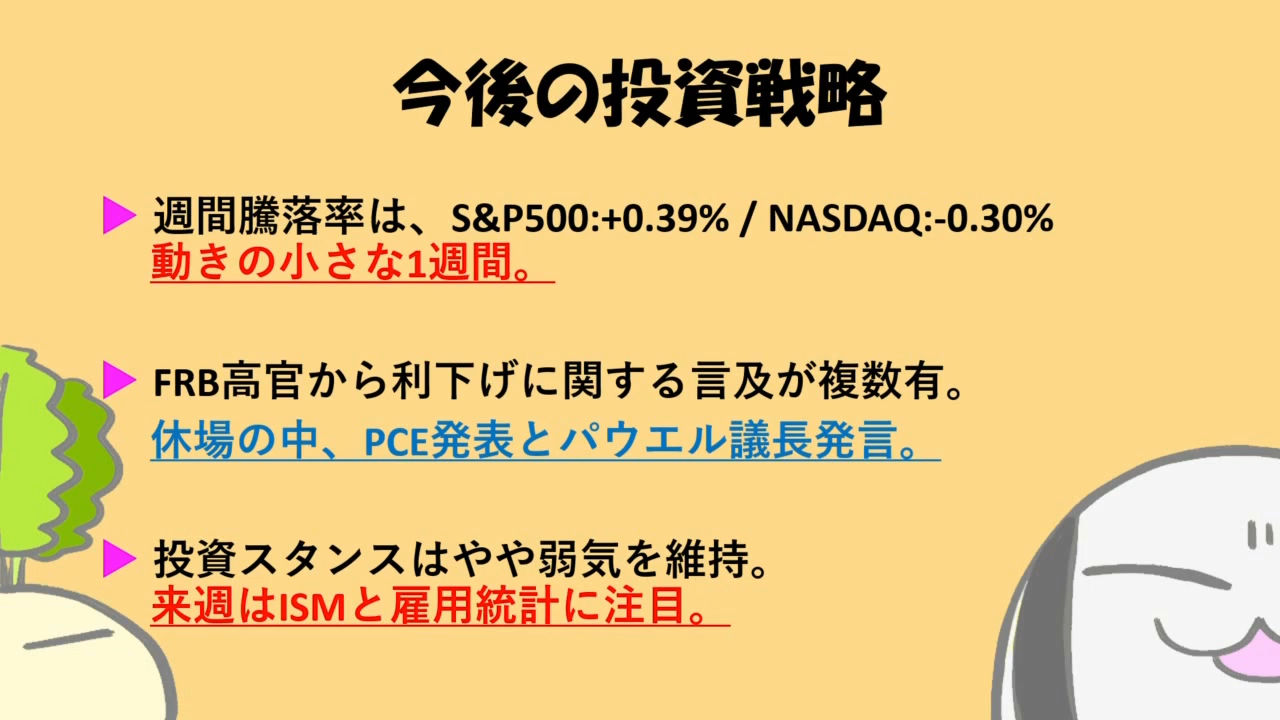 今後の投資戦略
週間騰落率は、S&P500:+0.39% / NASDAQ:-0.30%
動きの小さな1週間。
FRB高官から利下げに関する言及が複数有。
休場の中、PCE発表とパウエル議長発言。
投資スタンスはやや弱気を維持。
来週はISMと雇用統計に注目。